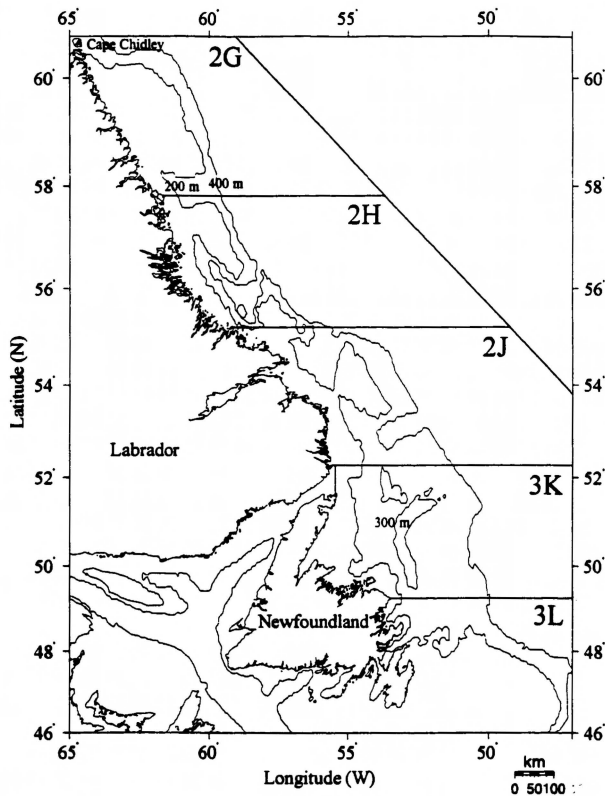 65˚ 60˚ 55˚ 50˚
Cape Chidley
2G
60˚ 60˚
200 m 400 m
58˚ 58˚
2H
56˚ 56˚
2J
54˚ 54˚
Latitude (N)
Labrador
52˚ 52˚
3K
300 m
50˚ 50˚
3L
Newfoundland
48˚ 48˚
46˚ 46˚
65˚ 60˚ 55˚ 50˚
Longitude (W)
km
0 50100